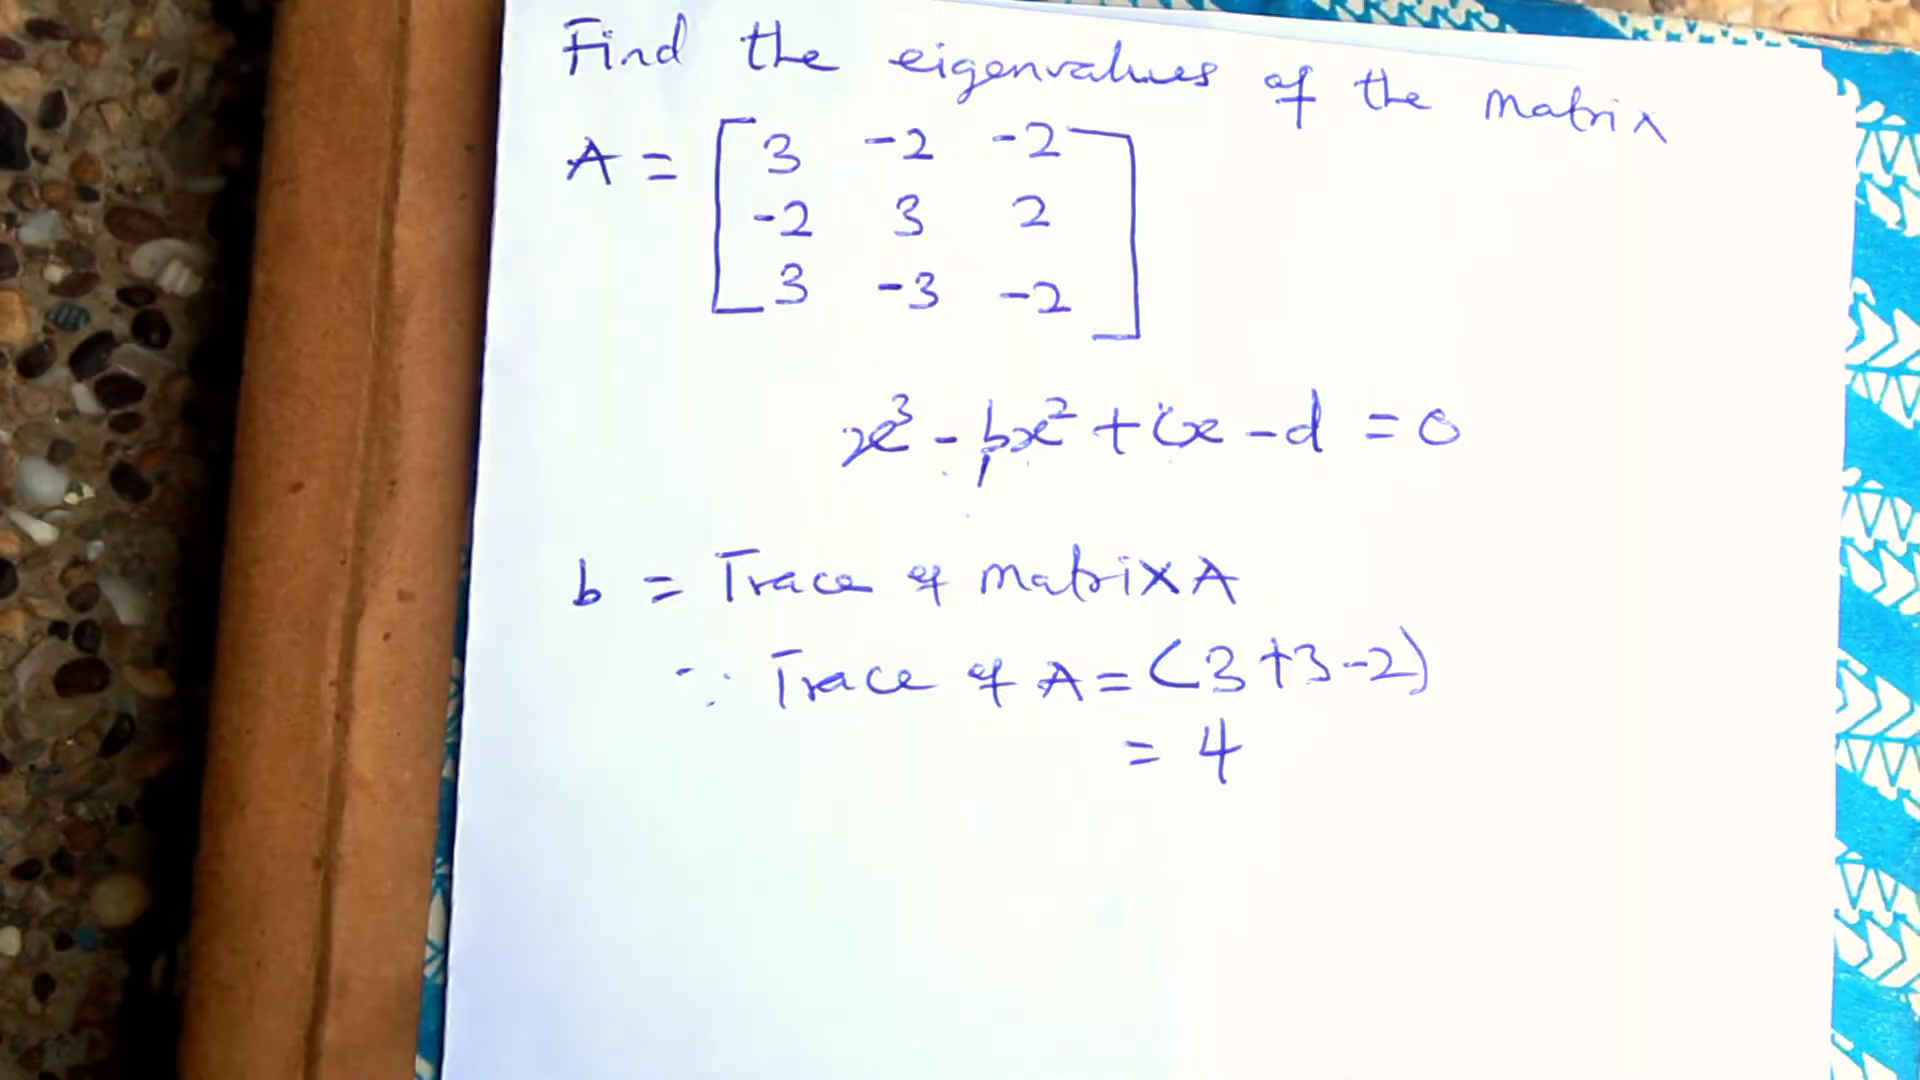 Find the eigenvalues of the matrix
A = [ 3 -2 -2
-2 3 2
3 -3 -2 ]
x³ - bx² + cx - d = 0
b = Trace of matrix A
∵ Trace of A = (3+3-2)
= 4